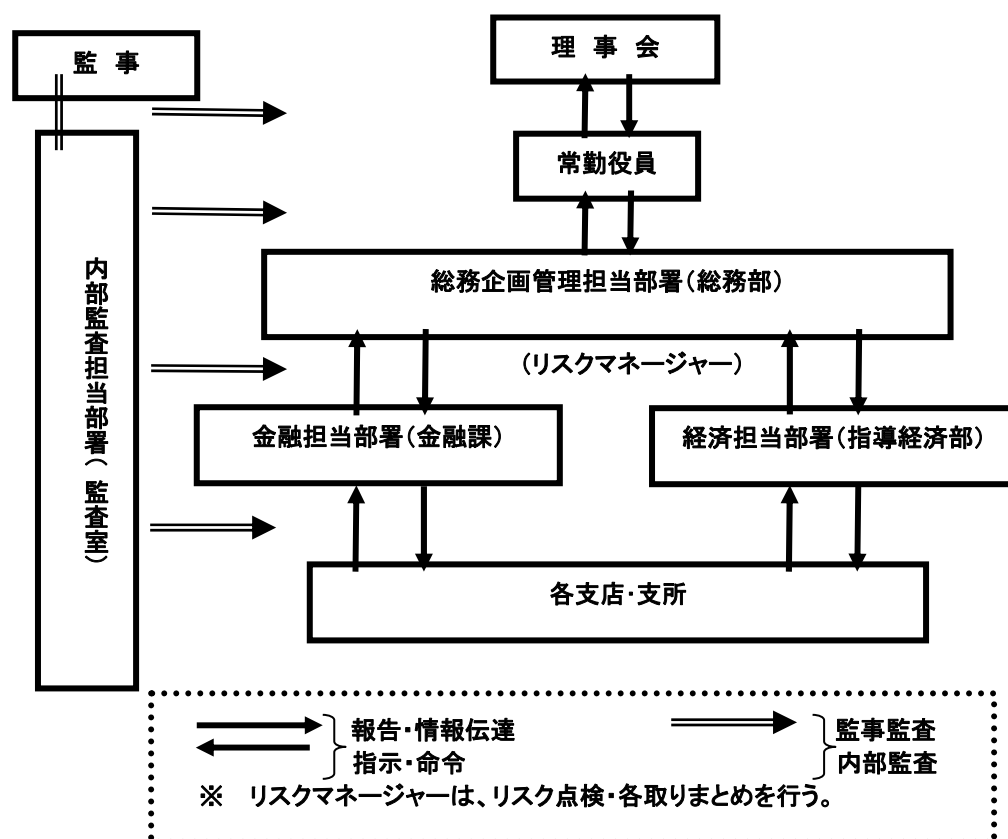 監　事
理　事　会
常勤役員
総務企画管理担当部署(総務部)
(リスクマネージャー)
内部監査担当部署(監査室)
金融担当部署(金融課)
経済担当部署(指導経済部)
各支店・支所
報告・情報伝達
指示・命令
監事監査
内部監査
※　リスクマネージャーは、リスク点検・各取りまとめを行う。